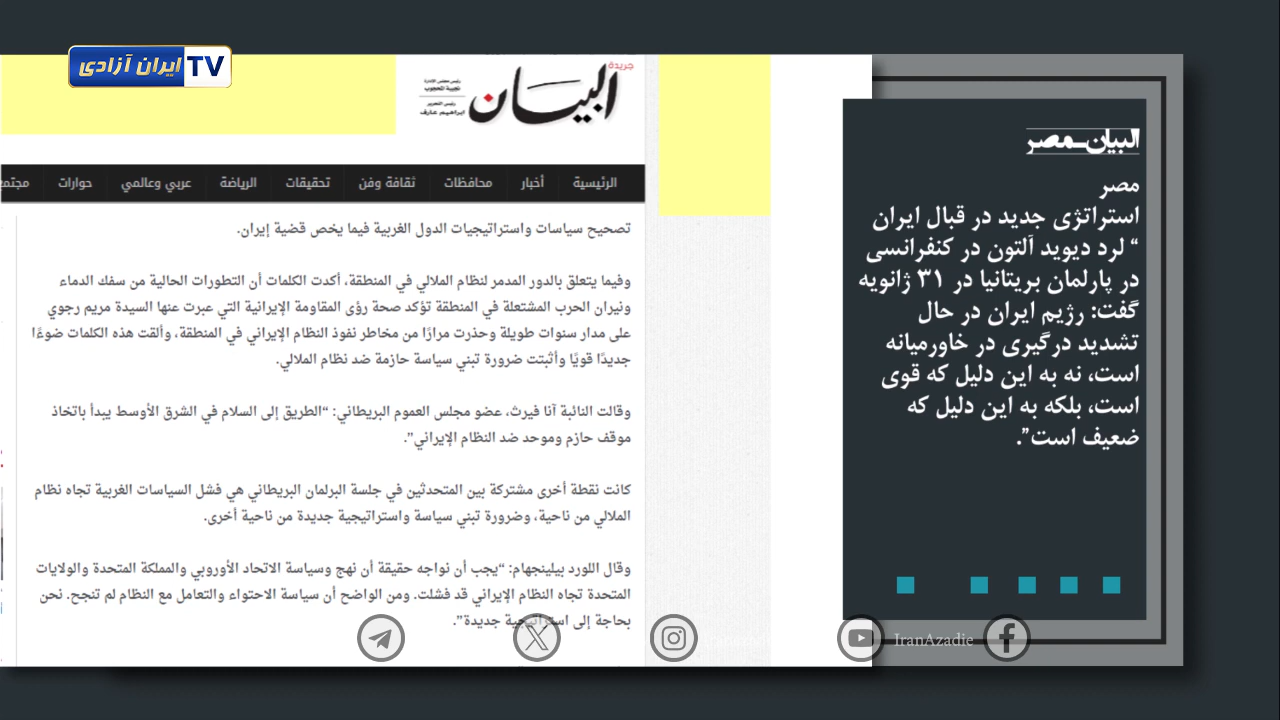 ایران آزادی TV
جريدة
البيان
رئيس مجلس الإدارة
نجيبة المحجوب
رئيس التحرير
ابراهيم عارف
الرئيسية أخبار محافظات ثقافة وفن تحقيقات الرياضة عربي وعالمي حوارات مجتمع
تصحيح سياسات واستراتيجيات الدول الغربية فيما يخص قضية إيران.
وفيما يتعلق بالدور المدمر لنظام الملالي في المنطقة، أكدت الكلمات أن التطورات الحالية من سفك الدماء
ونيران الحرب المشتعلة في المنطقة تؤكد صحة رؤى المقاومة الإيرانية التي عبرت عنها السيدة مريم رجوي
على مدار سنوات طويلة وحذرت مرارًا من مخاطر نفوذ النظام الإيراني في المنطقة، وألقت هذه الكلمات ضوءًا
جديدًا قويًا وأثبتت ضرورة تبني سياسة حازمة ضد نظام الملالي.
وقالت النائبة آنا فيرث، عضو مجلس العموم البريطاني: “الطريق إلى السلام في الشرق الأوسط يبدأ باتخاذ
موقف حازم وموحد ضد النظام الإيراني”.
كانت نقطة أخرى مشتركة بين المتحدثين في جلسة البرلمان البريطاني هي فشل السياسات الغربية تجاه نظام
الملالي من ناحية، وضرورة تبني سياسة واستراتيجية جديدة من ناحية أخرى.
وقال اللورد بيلينجهام: “يجب أن نواجه حقيقة أن نهج وسياسة الاتحاد الأوروبي والمملكة المتحدة والولايات
المتحدة تجاه النظام الإيراني قد فشلت. ومن الواضح أن سياسة الاحتواء والتعامل مع النظام لم تنجح. نحن
بحاجة إلى استراتيجية جديدة”.
البیان-مصر
مصر
استراتژی جدید در قبال ایران
“ لرد دیوید آلتون در کنفرانسی
در پارلمان بریتانیا در ۳۱ ژانویه
گفت: رژیم ایران در حال
تشدید درگیری در خاورمیانه
است، نه به این دلیل که قوی
است، بلکه به این دلیل که
ضعیف است”.
IranAzadie